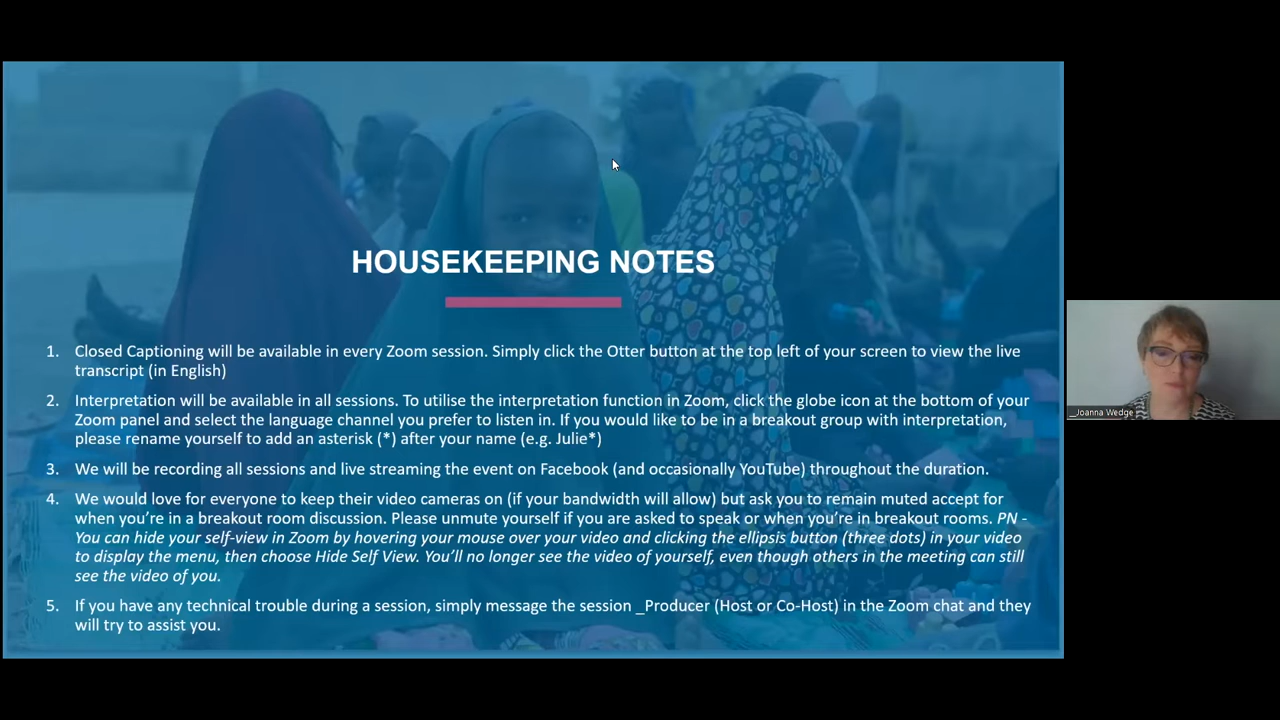 HOUSEKEEPING NOTES
1. Closed Captioning will be available in every Zoom session. Simply click the Otter button at the top left of your screen to view the live
transcript (in English)
2. Interpretation will be available in all sessions. To utilise the interpretation function in Zoom, click the globe icon at the bottom of your
Zoom panel and select the language channel you prefer to listen in. If you would like to be in a breakout group with interpretation,
please rename yourself to add an asterisk (*) after your name (e.g. Julie*)
3. We will be recording all sessions and live streaming the event on Facebook (and occasionally YouTube) throughout the duration.
4. We would love for everyone to keep their video cameras on (if your bandwidth will allow) but ask you to remain muted accept for
when you’re in a breakout room discussion. Please unmute yourself if you are asked to speak or when you’re in breakout rooms. PN -
You can hide your self-view in Zoom by hovering your mouse over your video and clicking the ellipsis button (three dots) in your video
to display the menu, then choose Hide Self View. You’ll no longer see the video of yourself, even though others in the meeting can still
see the video of you.
5. If you have any technical trouble during a session, simply message the session _Producer (Host or Co-Host) in the Zoom chat and they
will try to assist you.
_Joanna Wedge